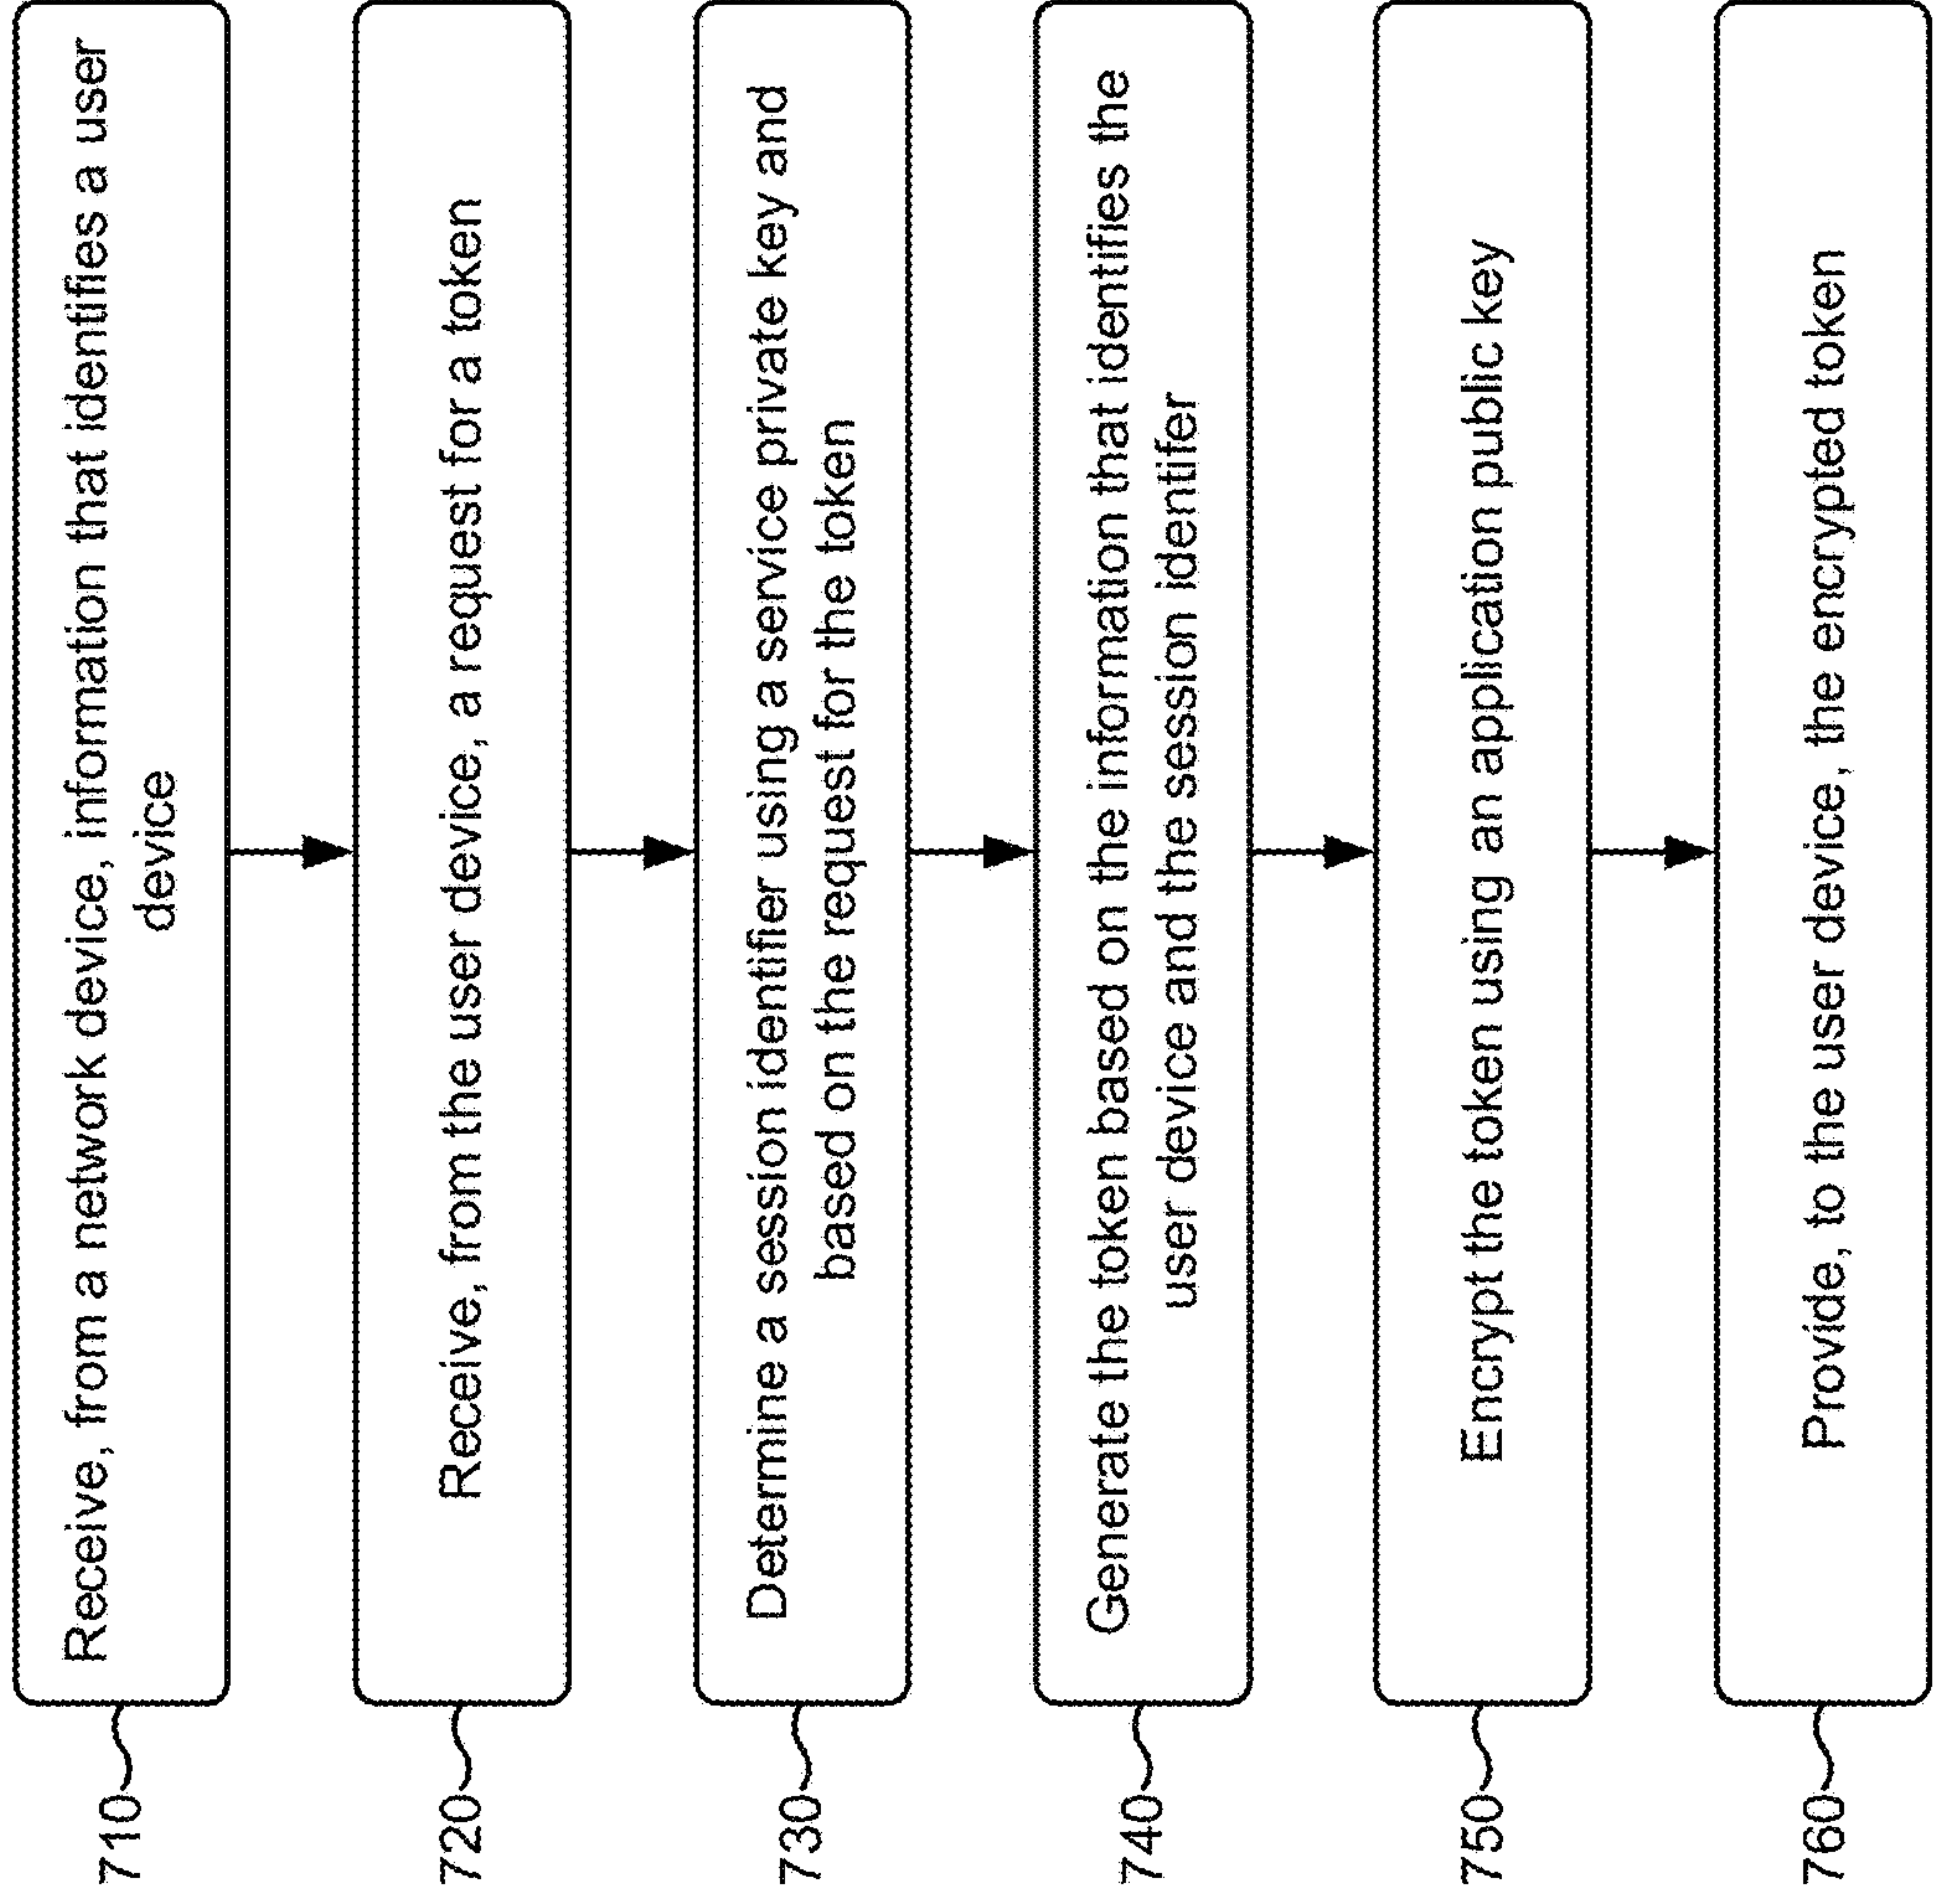 710
Receive, from a network device, information that identifies a user
device
720
Receive, from the user device, a request for a token
730
Determine a session identifier using a service private key and
based on the request for the token
740
Generate the token based on the information that identifies the
user device and the session identifer
750
Encrypt the token using an application public key
760
Provide, to the user device, the encrypted token